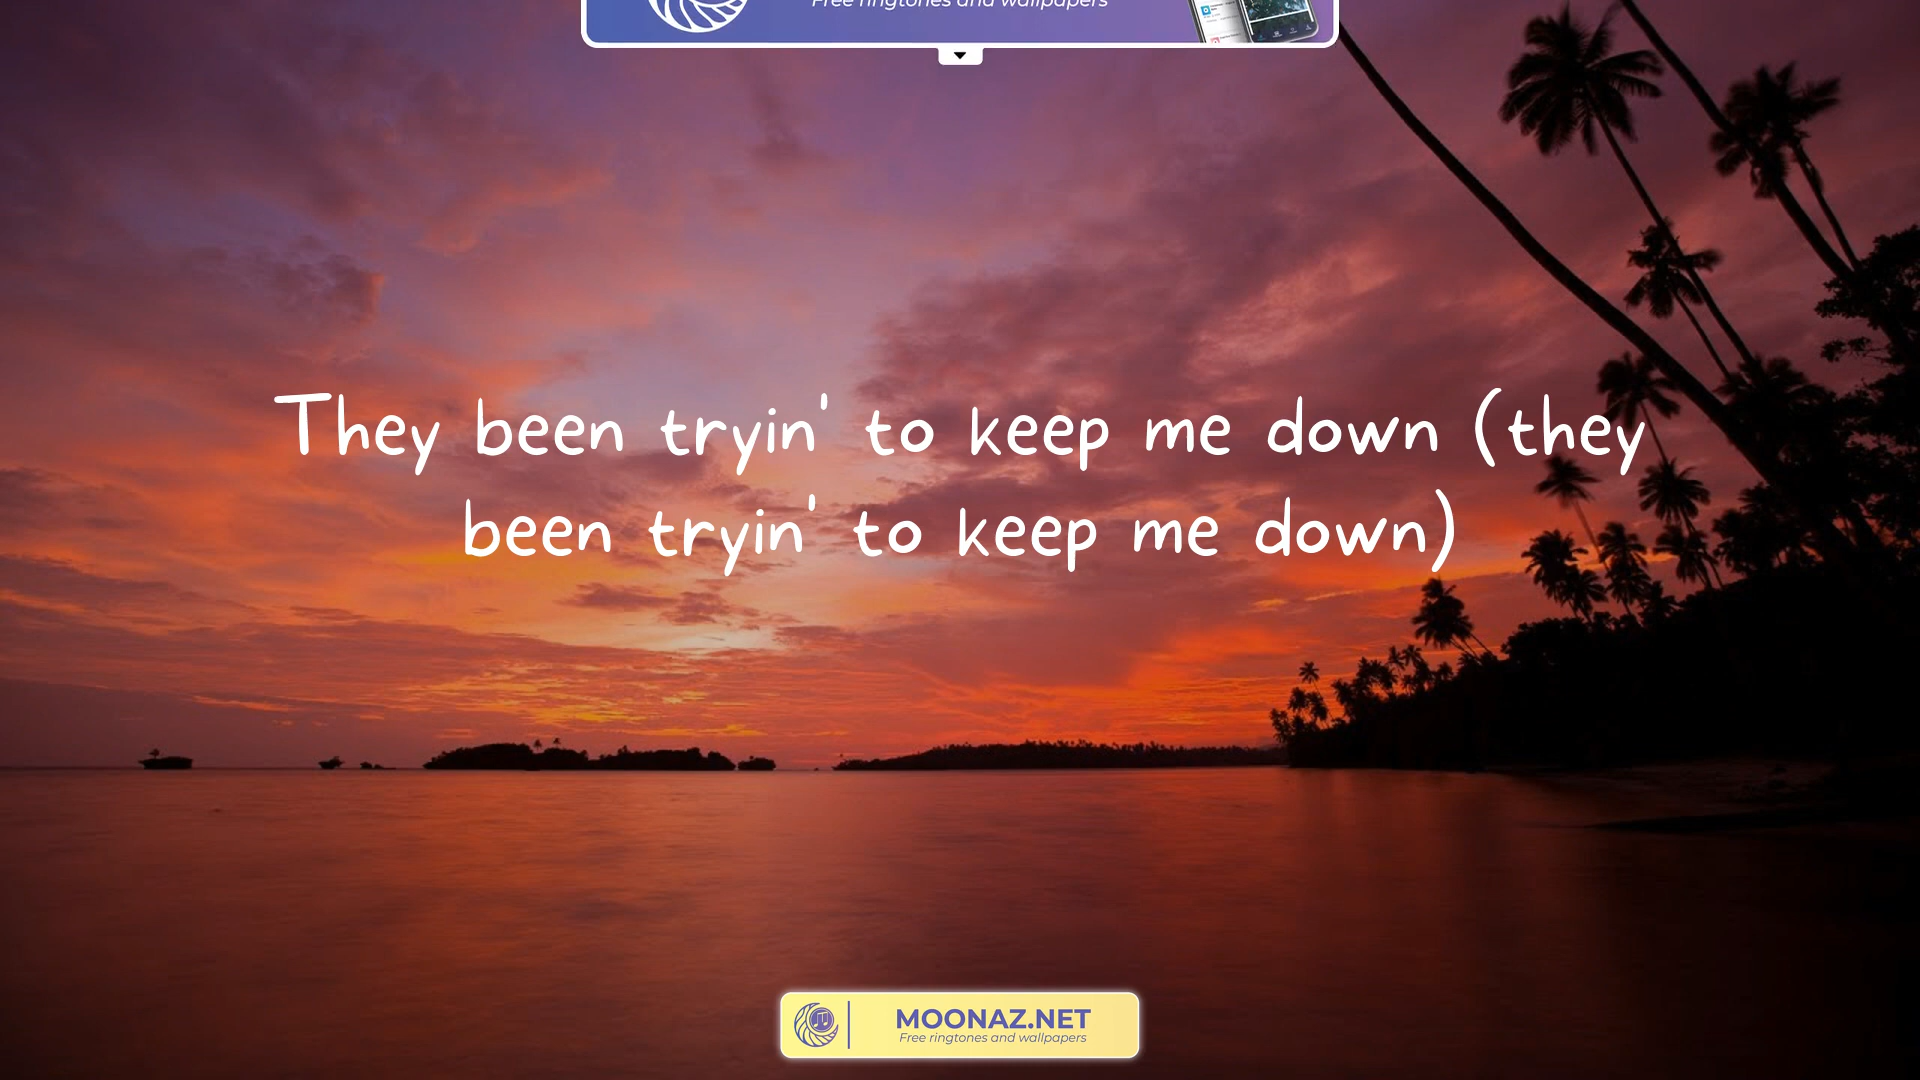 Free ringtones and wallpapers
They been tryin' to keep me down (they
been tryin' to keep me down)
MOONAZ.NET
Free ringtones and wallpapers